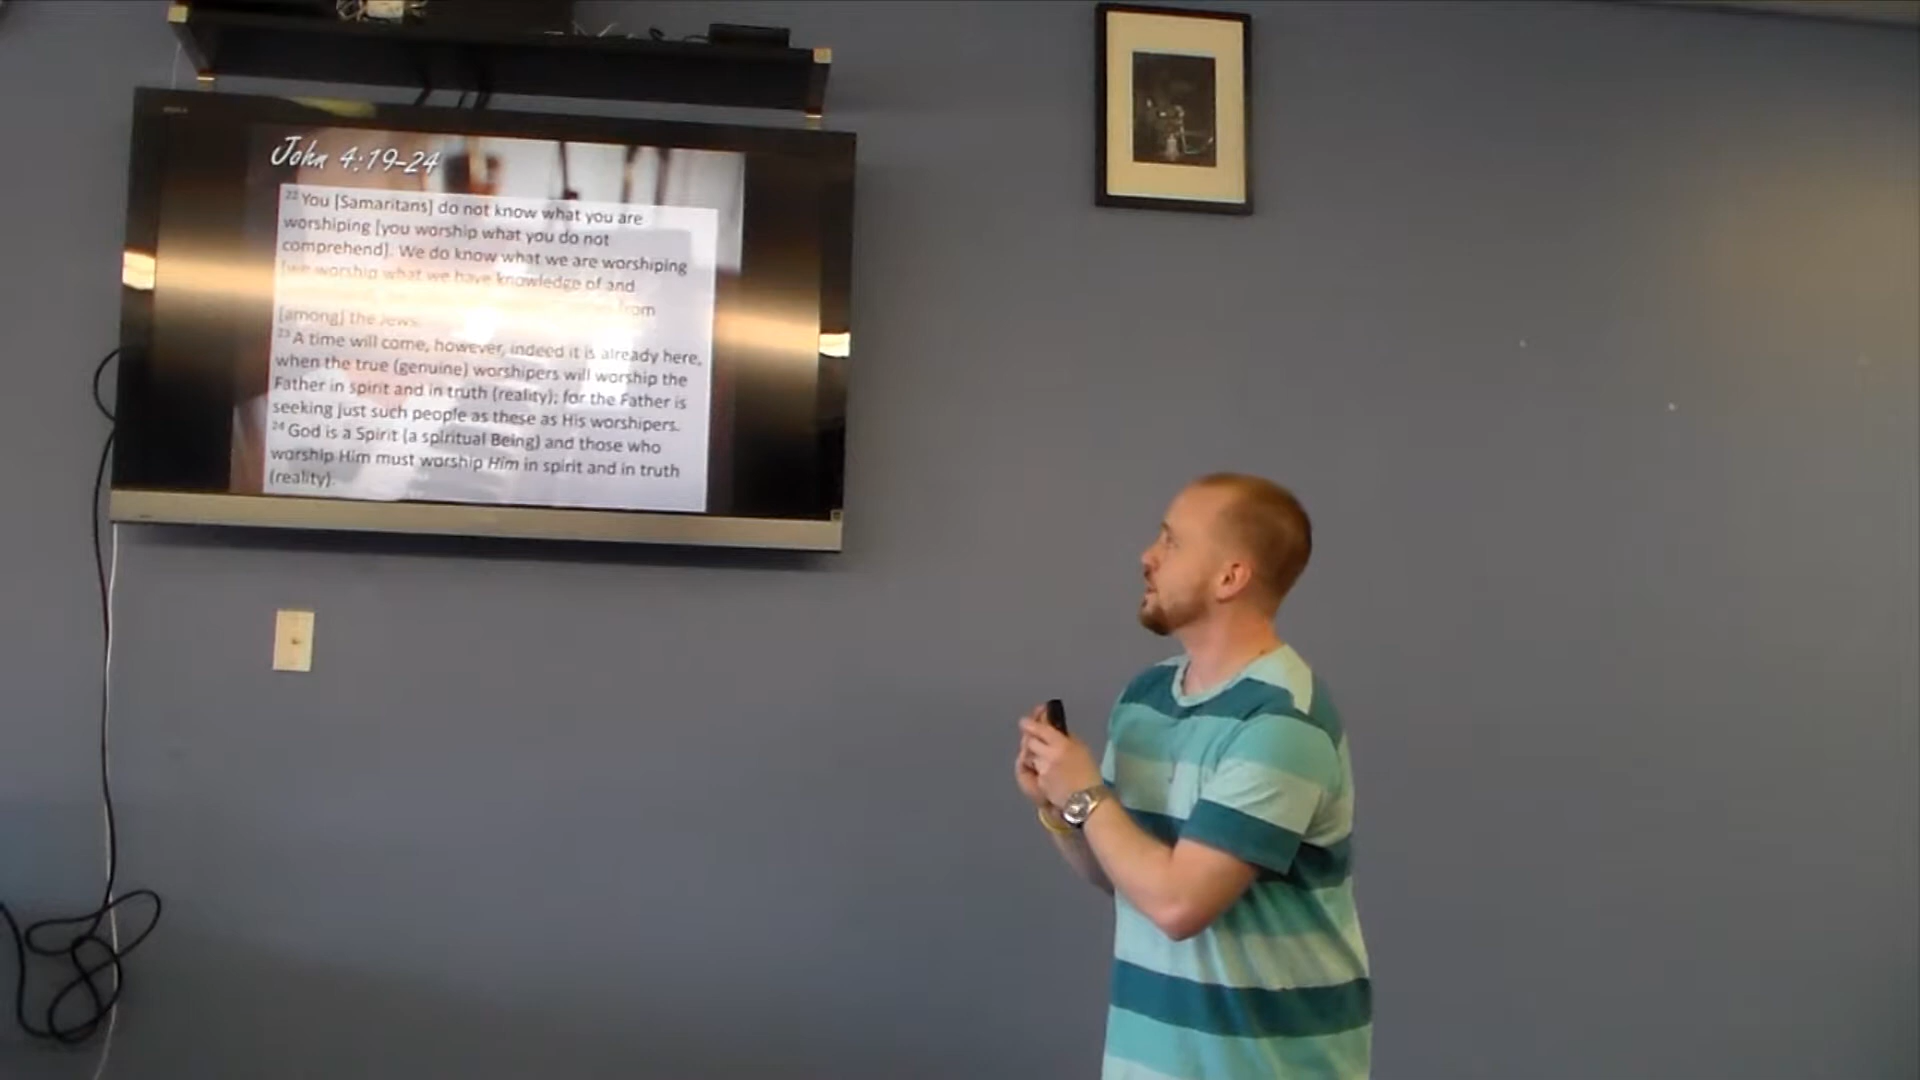 John 4:19-24
22 You [Samaritans] do not know what you are
worshiping [you worship what you do not
comprehend]. We do know what we are worshiping
[we worship what we have knowledge of and
from
[among] the Jews.
23 A time will come, however, indeed it is already here,
when the true (genuine) worshipers will worship the
Father in spirit and in truth (reality); for the Father is
seeking just such people as these as His worshipers.
24 God is a Spirit (a spiritual Being) and those who
worship Him must worship Him in spirit and in truth
(reality).